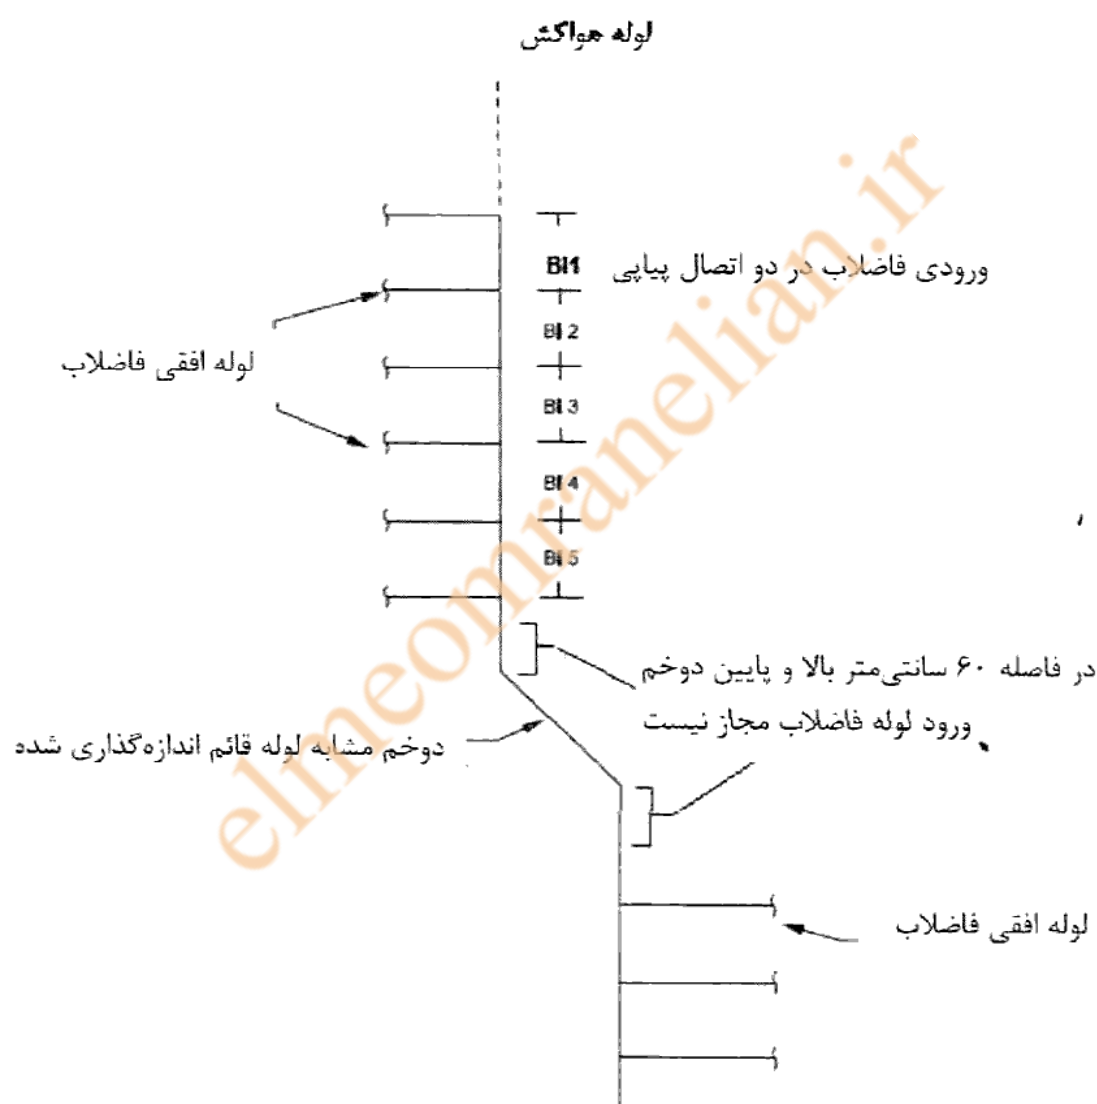 لوله هواکش
BI1
ورودی فاضلاب در دو اتصال پیاپی
BI 2
لوله افقی فاضلاب
BI 3
BI 4
BI 5
در فاصله ۶۰ سانتی‌متر بالا و پایین دوخم
ورود لوله فاضلاب مجاز نیست
دوخم مشابه لوله قائم اندازه‌گذاری شده
لوله افقی فاضلاب
elmeomranelian.ir